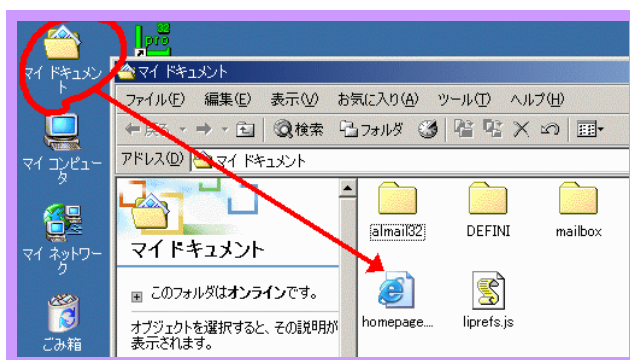 マイ ドキュメン
ト
32
lpro
マイ コンピュー
タ
マイ ネットワー
ク
ごみ箱
マイ ドキュメント
ファイル(F) 編集(E) 表示(V) お気に入り(A) ツール(T) ヘルプ(H)
戻る 検索 フォルダ
アドレス(D) マイ ドキュメント
マイ ドキュメント
このフォルダはオンラインです。
オブジェクトを選択すると、その説明が
表示されます。
almail32 DEFINI mailbox
homepage... liprefs.js